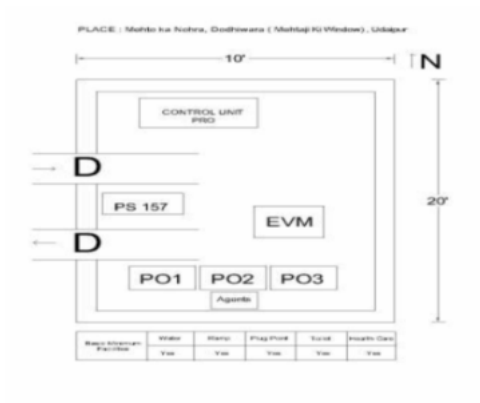 PLACE : Mehto ka Nohra, Dodhiwara ( Mehtaji Ki Window) , Udaipur
10'
N
CONTROL UNIT
PRO
D
PS 157
20'
EVM
D
PO1 PO2 PO3
Agents
Basic Minimum Facilities Water Ramp Plug Point Toilet Health Care
Yes Yes Yes Yes Yes